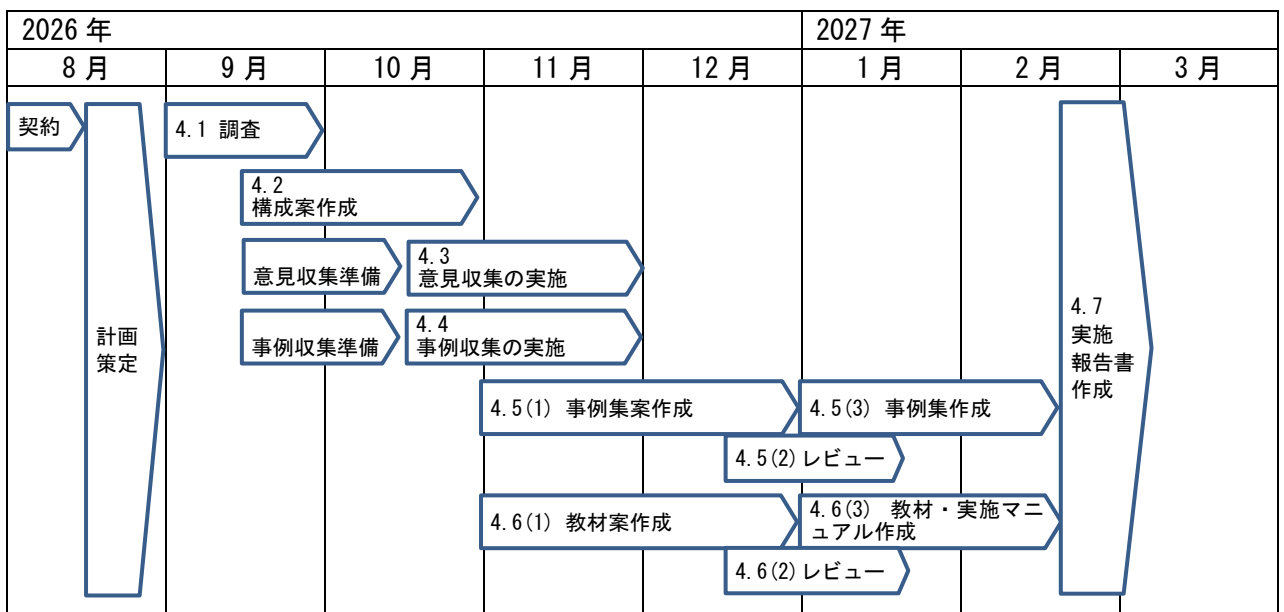 2026 年
2027 年
8 月
9 月
10 月
11 月
12 月
1 月
2 月
3 月
契約
計画
策定
4.1 調査
4.2
構成案作成
意見収集準備
4.3
意見収集の実施
事例収集準備
4.4
事例収集の実施
4.5(1) 事例集案作成
4.5(3) 事例集作成
4.5(2) レビュー
4.6(1) 教材案作成
4.6(3) 教材・実施マニ
ュアル作成
4.6(2) レビュー
4.7
実施
報告書
作成